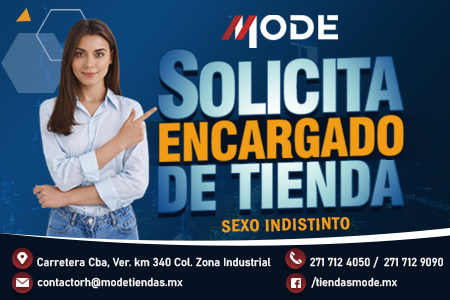 MODE
SOLICITA
ENCARGADO
DE TIENDA
SEXO INDISTINTO
Carretera Cba, Ver. km 340 Col. Zona Industrial
271 712 4050 / 271 712 9090
contactorh@modetiendas.mx
/tiendasmode.mx